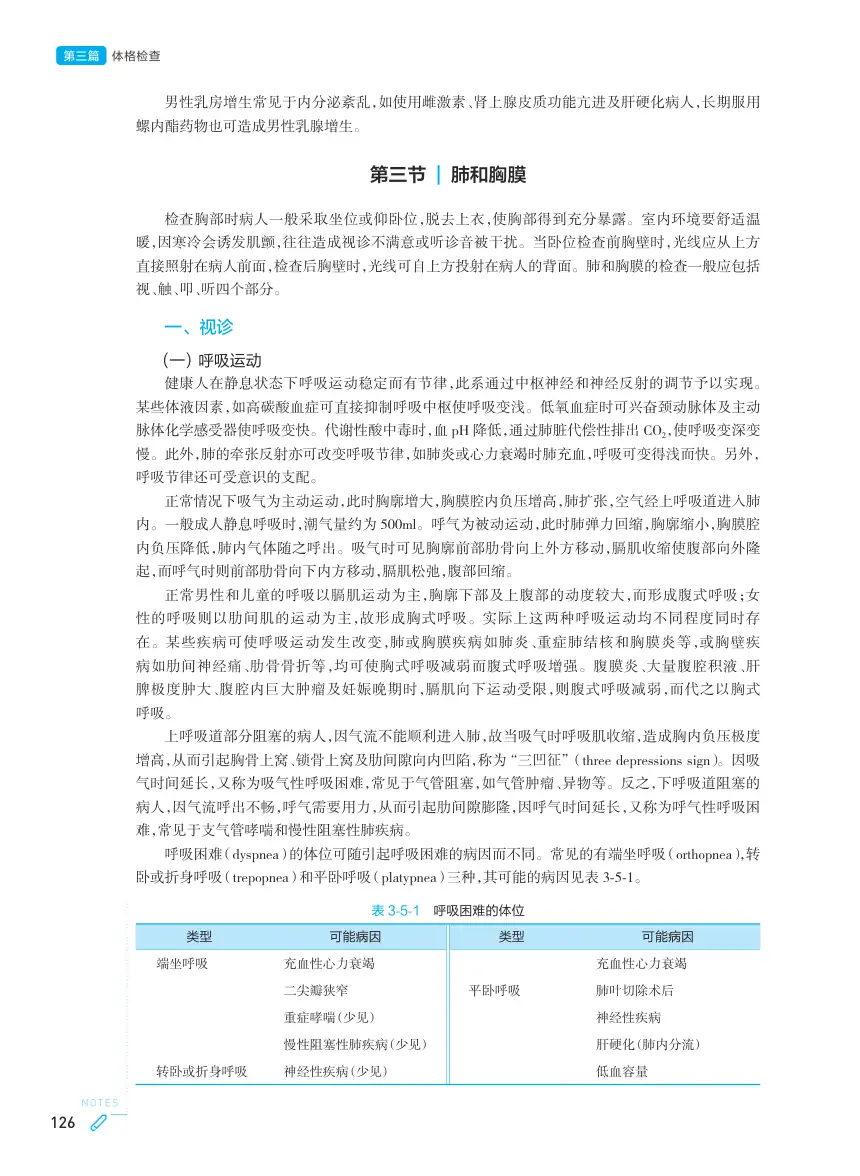 第三篇 体格检查
男性乳房增生常见于内分泌紊乱,如使用雌激素、肾上腺皮质功能亢进及肝硬化病人,长期服用
螺内酯药物也可造成男性乳腺增生。
第三节 | 肺和胸膜
检查胸部时病人一般采取坐位或仰卧位,脱去上衣,使胸部得到充分暴露。室内环境要舒适温
暖,因寒冷会诱发肌颤,往往造成视诊不满意或听诊音被干扰。当卧位检查前胸壁时,光线应从上方
直接照射在病人前面,检查后胸壁时,光线可自上方投射在病人的背面。肺和胸膜的检查一般应包括
视、触、叩、听四个部分。
一、视诊
（一）呼吸运动
健康人在静息状态下呼吸运动稳定而有节律,此系通过中枢神经和神经反射的调节予以实现。
某些体液因素,如高碳酸血症可直接抑制呼吸中枢使呼吸变浅。低氧血症时可兴奋颈动脉体及主动
脉体化学感受器使呼吸变快。代谢性酸中毒时,血 pH 降低,通过肺脏代偿性排出 CO₂,使呼吸变深变
慢。此外,肺的牵张反射亦可改变呼吸节律,如肺炎或心力衰竭时肺充血,呼吸可变得浅而快。另外,
呼吸节律还可受意识的支配。
正常情况下吸气为主动运动,此时胸廓增大,胸膜腔内负压增高,肺扩张,空气经上呼吸道进入肺
内。一般成人静息呼吸时,潮气量约为 500ml。呼气为被动运动,此时肺弹力回缩,胸廓缩小,胸膜腔
内负压降低,肺内气体随之呼出。吸气时可见胸廓前部肋骨向上外方移动,膈肌收缩使腹部向外隆
起,而呼气时则前部肋骨向下内方移动,膈肌松弛,腹部回缩。
正常男性和儿童的呼吸以膈肌运动为主,胸廓下部及上腹部的动度较大,而形成腹式呼吸;女
性的呼吸则以肋间肌的运动为主,故形成胸式呼吸。实际上这两种呼吸运动均不同程度同时存
在。某些疾病可使呼吸运动发生改变,肺或胸膜疾病如肺炎、重症肺结核和胸膜炎等,或胸壁疾
病如肋间神经痛、肋骨骨折等,均可使胸式呼吸减弱而腹式呼吸增强。腹膜炎、大量腹腔积液、肝
脾极度肿大、腹腔内巨大肿瘤及妊娠晚期时,膈肌向下运动受限,则腹式呼吸减弱,而代之以胸式
呼吸。
上呼吸道部分阻塞的病人,因气流不能顺利进入肺,故当吸气时呼吸肌收缩,造成胸内负压极度
增高,从而引起胸骨上窝、锁骨上窝及肋间隙向内凹陷,称为“三凹征”（three depressions sign）。因吸
气时间延长,又称为吸气性呼吸困难,常见于气管阻塞,如气管肿瘤、异物等。反之,下呼吸道阻塞的
病人,因气流呼出不畅,呼气需要用力,从而引起肋间隙膨隆,因呼气时间延长,又称为呼气性呼吸困
难,常见于支气管哮喘和慢性阻塞性肺疾病。
呼吸困难（dyspnea）的体位可随引起呼吸困难的病因而不同。常见的有端坐呼吸（orthopnea）,转
卧或折身呼吸（trepopnea）和平卧呼吸（platypnea）三种,其可能的病因见表 3-5-1。
表 3-5-1 呼吸困难的体位
类型 可能病因 类型 可能病因
端坐呼吸 充血性心力衰竭 充血性心力衰竭
二尖瓣狭窄 平卧呼吸 肺叶切除术后
重症哮喘（少见） 神经性疾病
慢性阻塞性肺疾病（少见） 肝硬化（肺内分流）
转卧或折身呼吸 神经性疾病（少见） 低血容量
NOTES
126